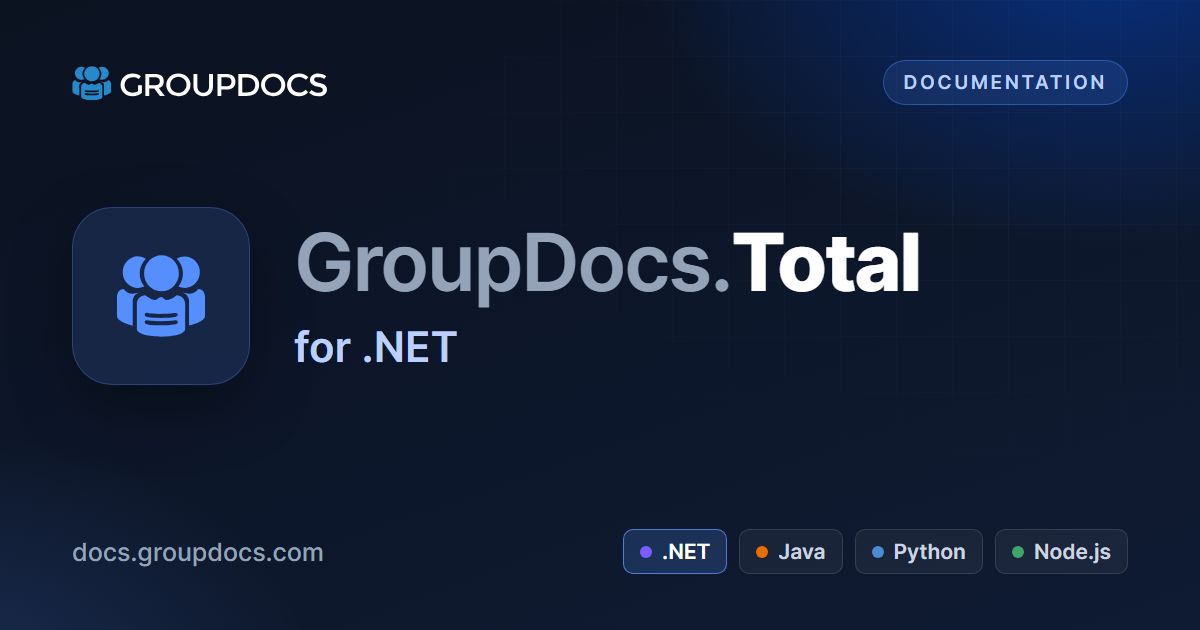 GROUPDOCS
DOCUMENTATION
GroupDocs.Total
for .NET
docs.groupdocs.com
.NET
Java
Python
Node.js